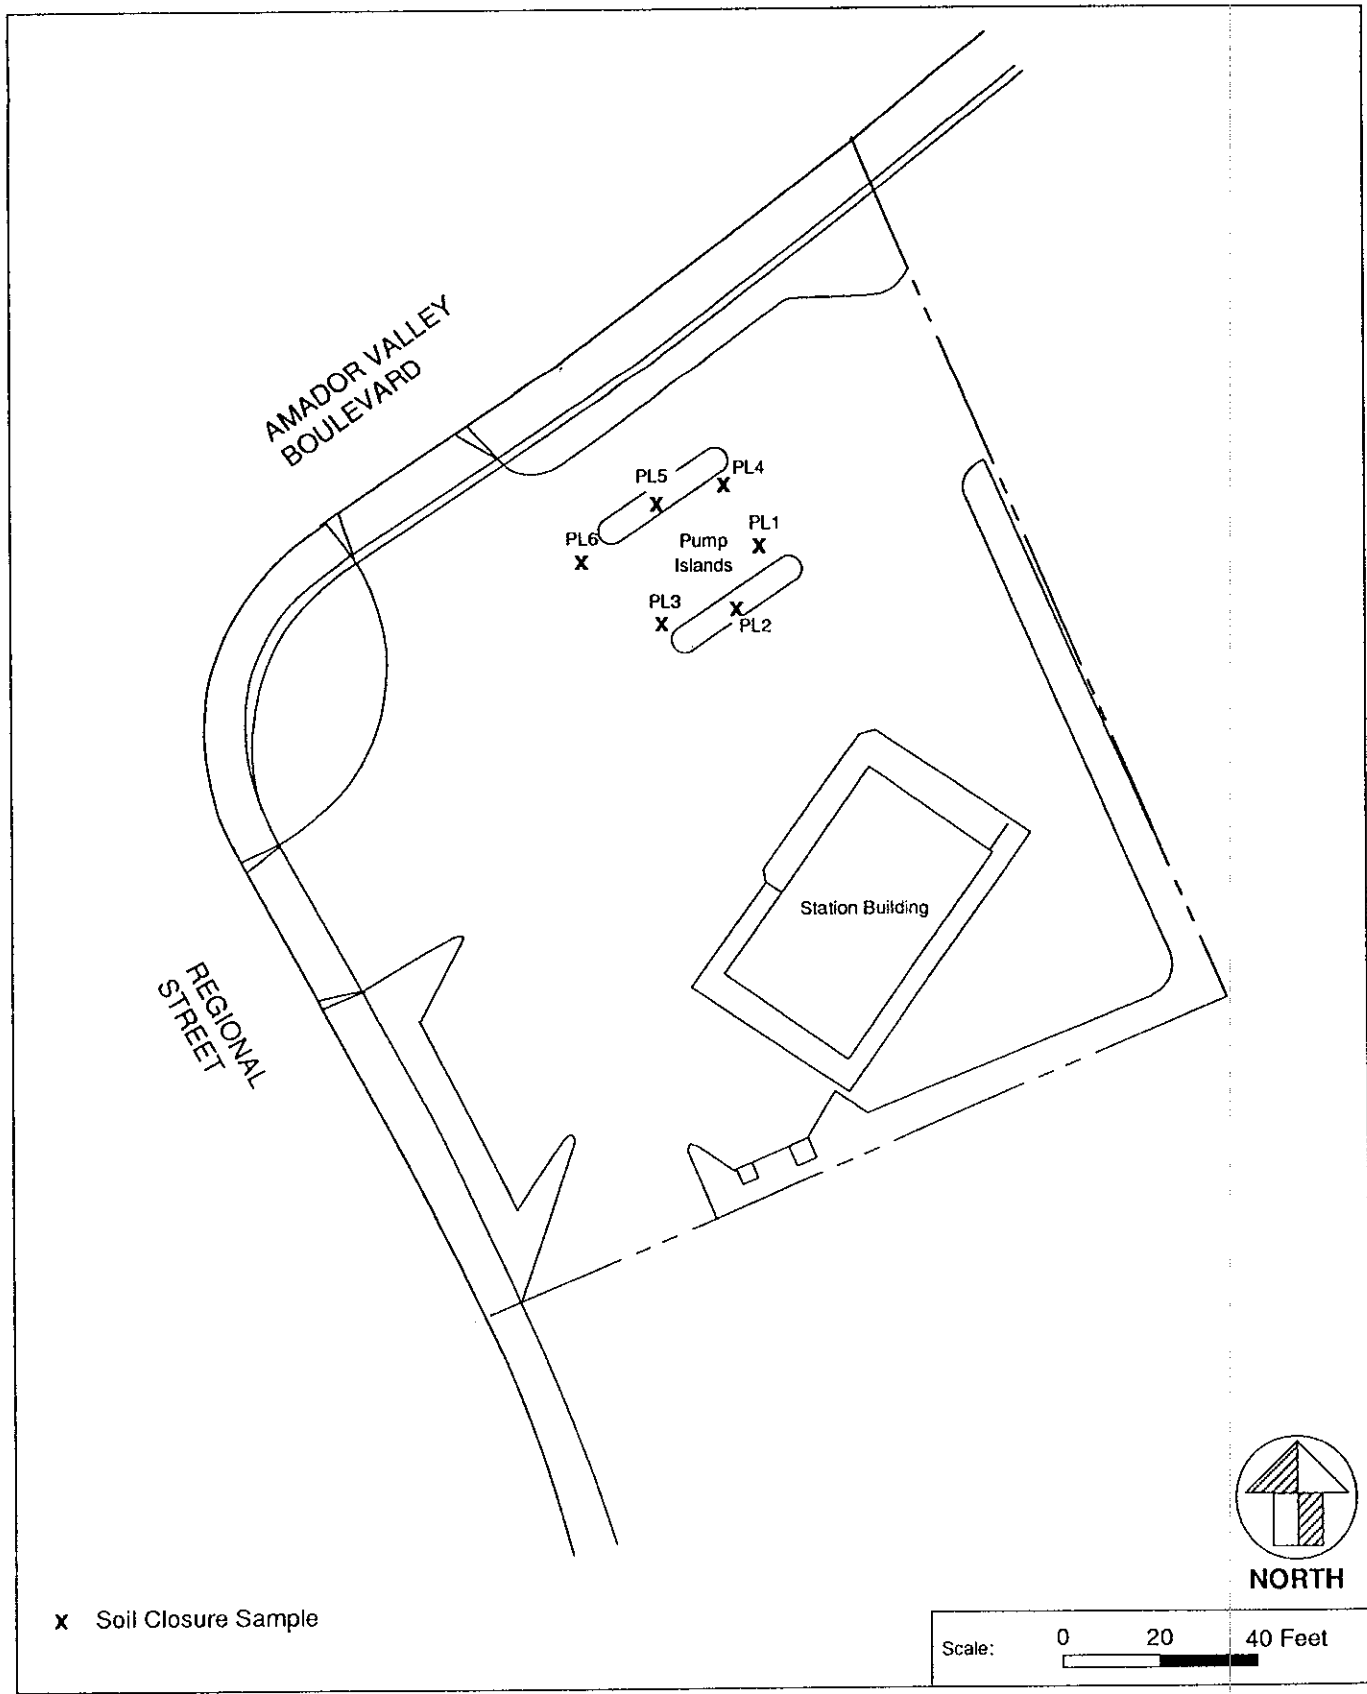 AMADOR VALLEY
BOULEVARD
PL5
PL4
PL6
PL1
Pump
Islands
PL3
PL2
Station Building
REGIONAL
STREET
NORTH
x Soil Closure Sample
Scale: 0 20 40 Feet